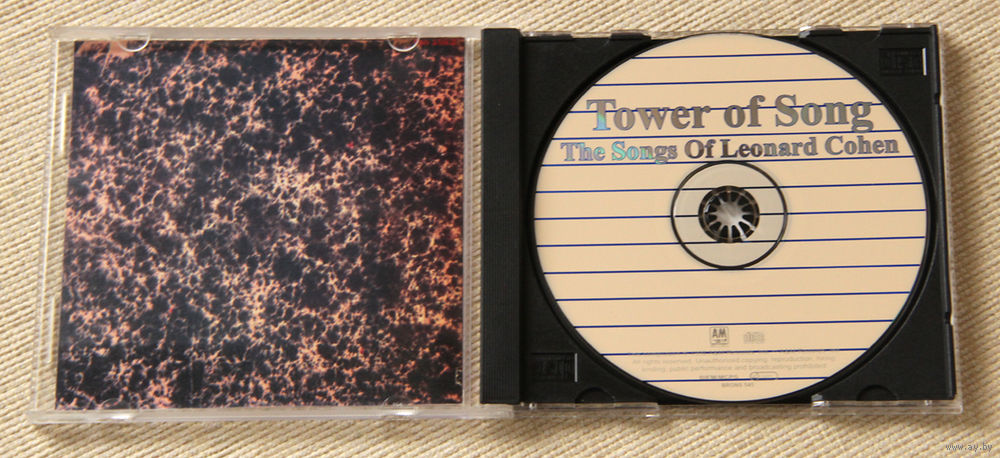 Tower of Song
The Songs Of Leonard Cohen
AM
All rights reserved. Unauthorised copying, reproduction, hiring,
lending, public performance and broadcasting prohibited
www.ay.by